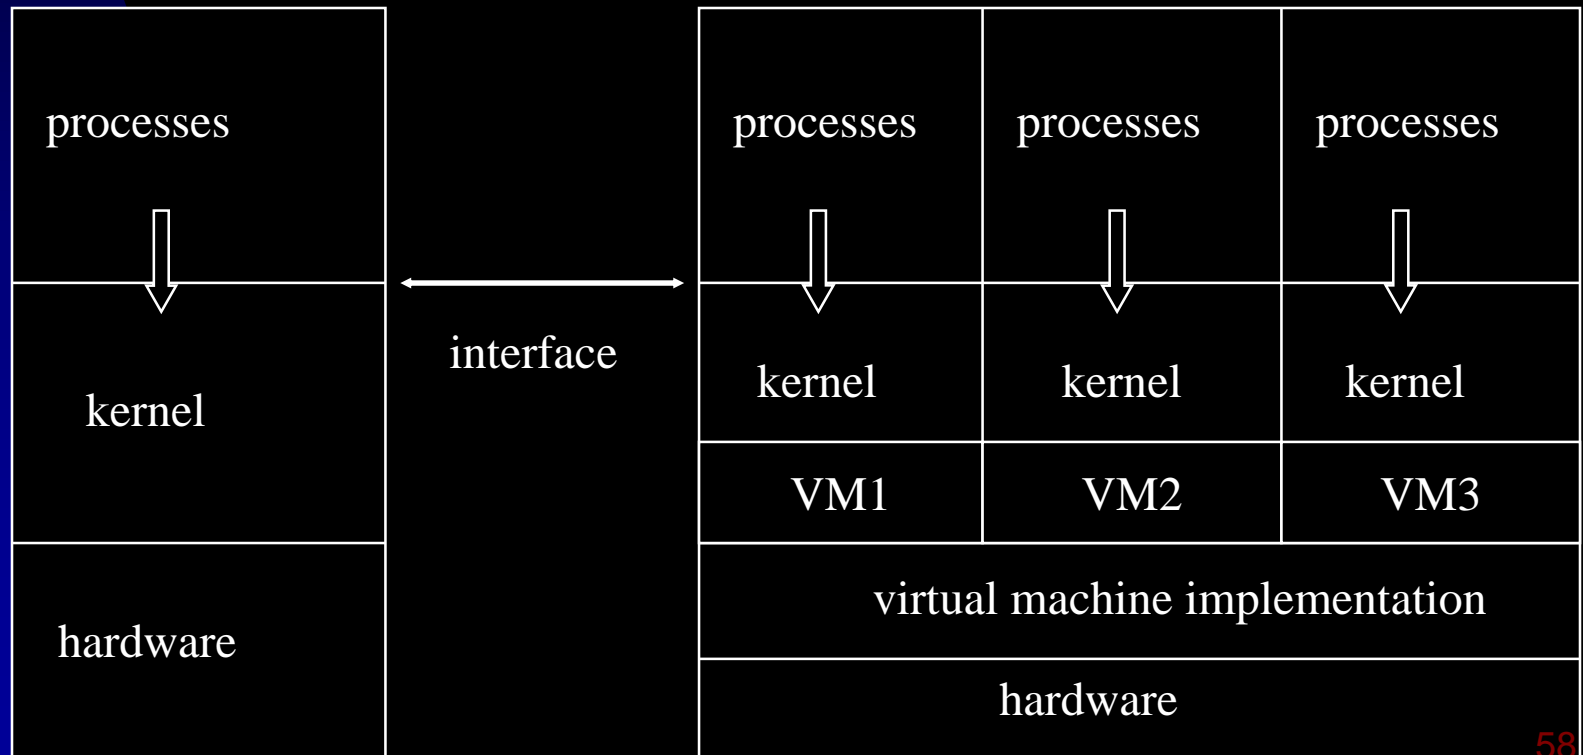 processes
kernel
hardware
interface
processes processes processes
kernel kernel kernel
VM1 VM2 VM3
virtual machine implementation
hardware
58